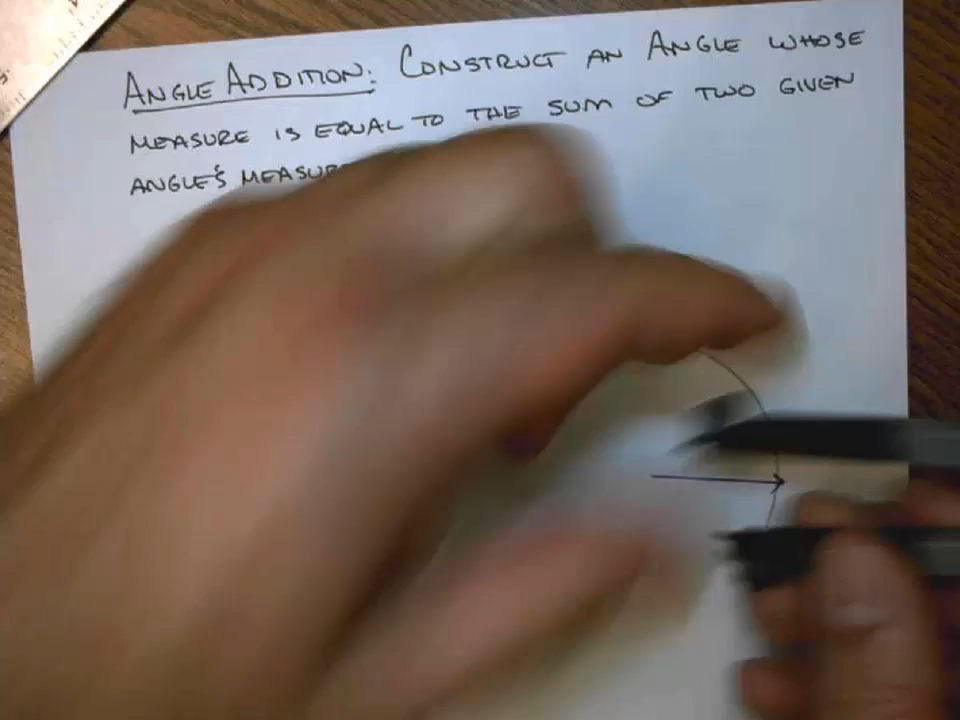 ANGLE ADDITION: CONSTRUCT AN ANGLE WHOSE
MEASURE IS EQUAL TO THE SUM OF TWO GIVEN
ANGLE'S